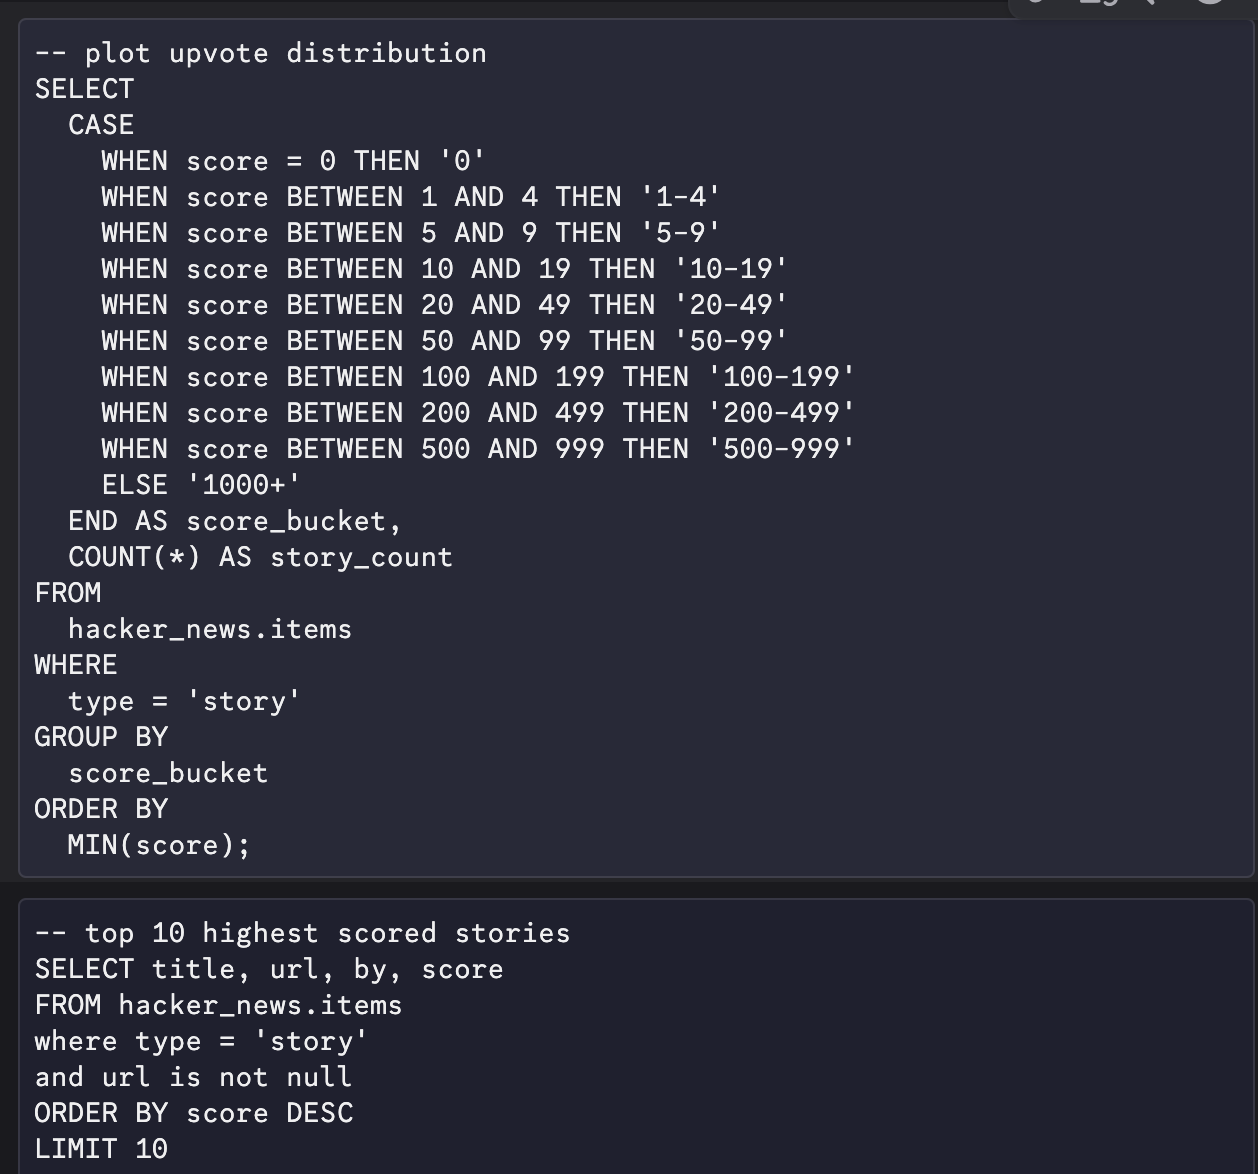 -- plot upvote distribution
SELECT
  CASE
    WHEN score = 0 THEN '0'
    WHEN score BETWEEN 1 AND 4 THEN '1-4'
    WHEN score BETWEEN 5 AND 9 THEN '5-9'
    WHEN score BETWEEN 10 AND 19 THEN '10-19'
    WHEN score BETWEEN 20 AND 49 THEN '20-49'
    WHEN score BETWEEN 50 AND 99 THEN '50-99'
    WHEN score BETWEEN 100 AND 199 THEN '100-199'
    WHEN score BETWEEN 200 AND 499 THEN '200-499'
    WHEN score BETWEEN 500 AND 999 THEN '500-999'
    ELSE '1000+'
  END AS score_bucket,
  COUNT(*) AS story_count
FROM
  hacker_news.items
WHERE
  type = 'story'
GROUP BY
  score_bucket
ORDER BY
  MIN(score);
-- top 10 highest scored stories
SELECT title, url, by, score
FROM hacker_news.items
where type = 'story'
and url is not null
ORDER BY score DESC
LIMIT 10